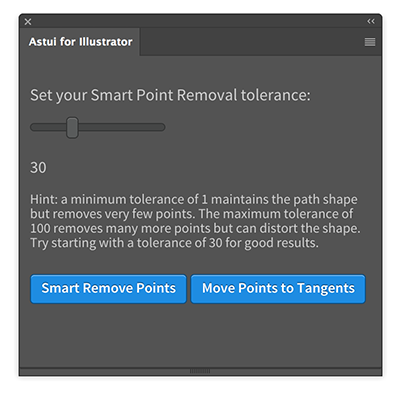 Astui for Illustrator
Set your Smart Point Removal tolerance:
30
Hint: a minimum tolerance of 1 maintains the path shape
but removes very few points. The maximum tolerance of
100 removes many more points but can distort the shape.
Try starting with a tolerance of 30 for good results.
Smart Remove Points
Move Points to Tangents